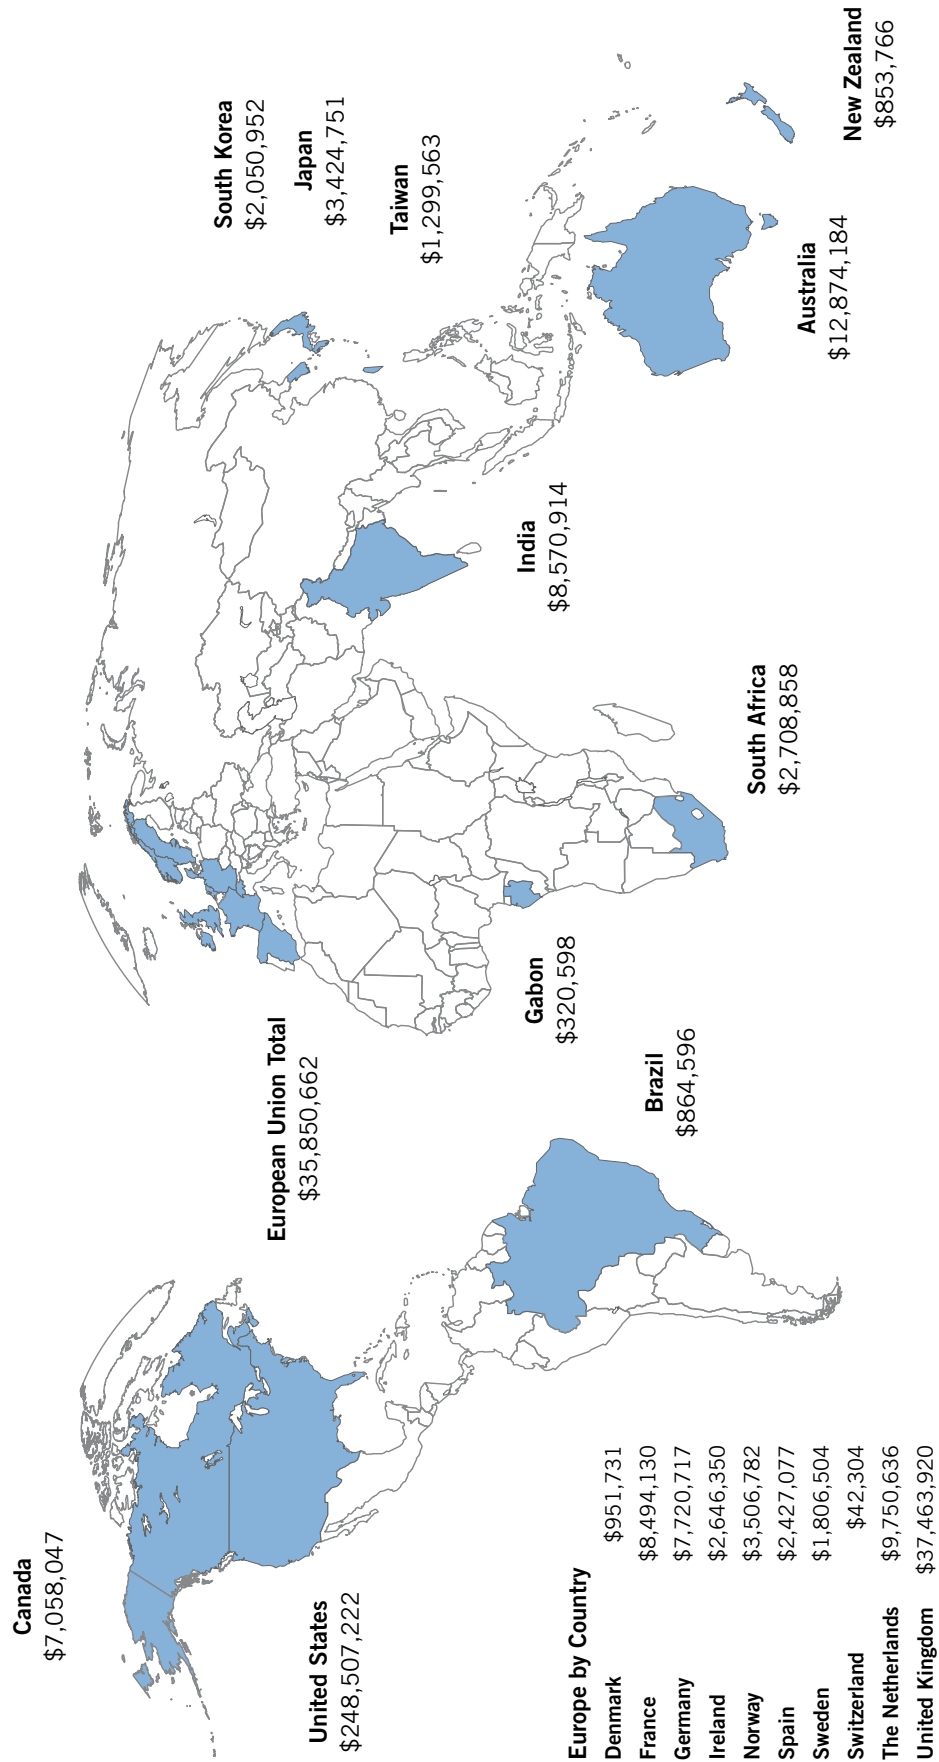 Canada
$7,058,047
United States
$248,507,222
European Union Total
$35,850,662
Brazil
$864,596
Gabon
$320,598
South Africa
$2,708,858
India
$8,570,914
South Korea
$2,050,952
Japan
$3,424,751
Taiwan
$1,299,563
Australia
$12,874,184
New Zealand
$853,766
Europe by Country
Denmark $951,731
France $8,494,130
Germany $7,720,717
Ireland $2,646,350
Norway $3,506,782
Spain $2,427,077
Sweden $1,806,504
Switzerland $42,304
The Netherlands $9,750,636
United Kingdom $37,463,920